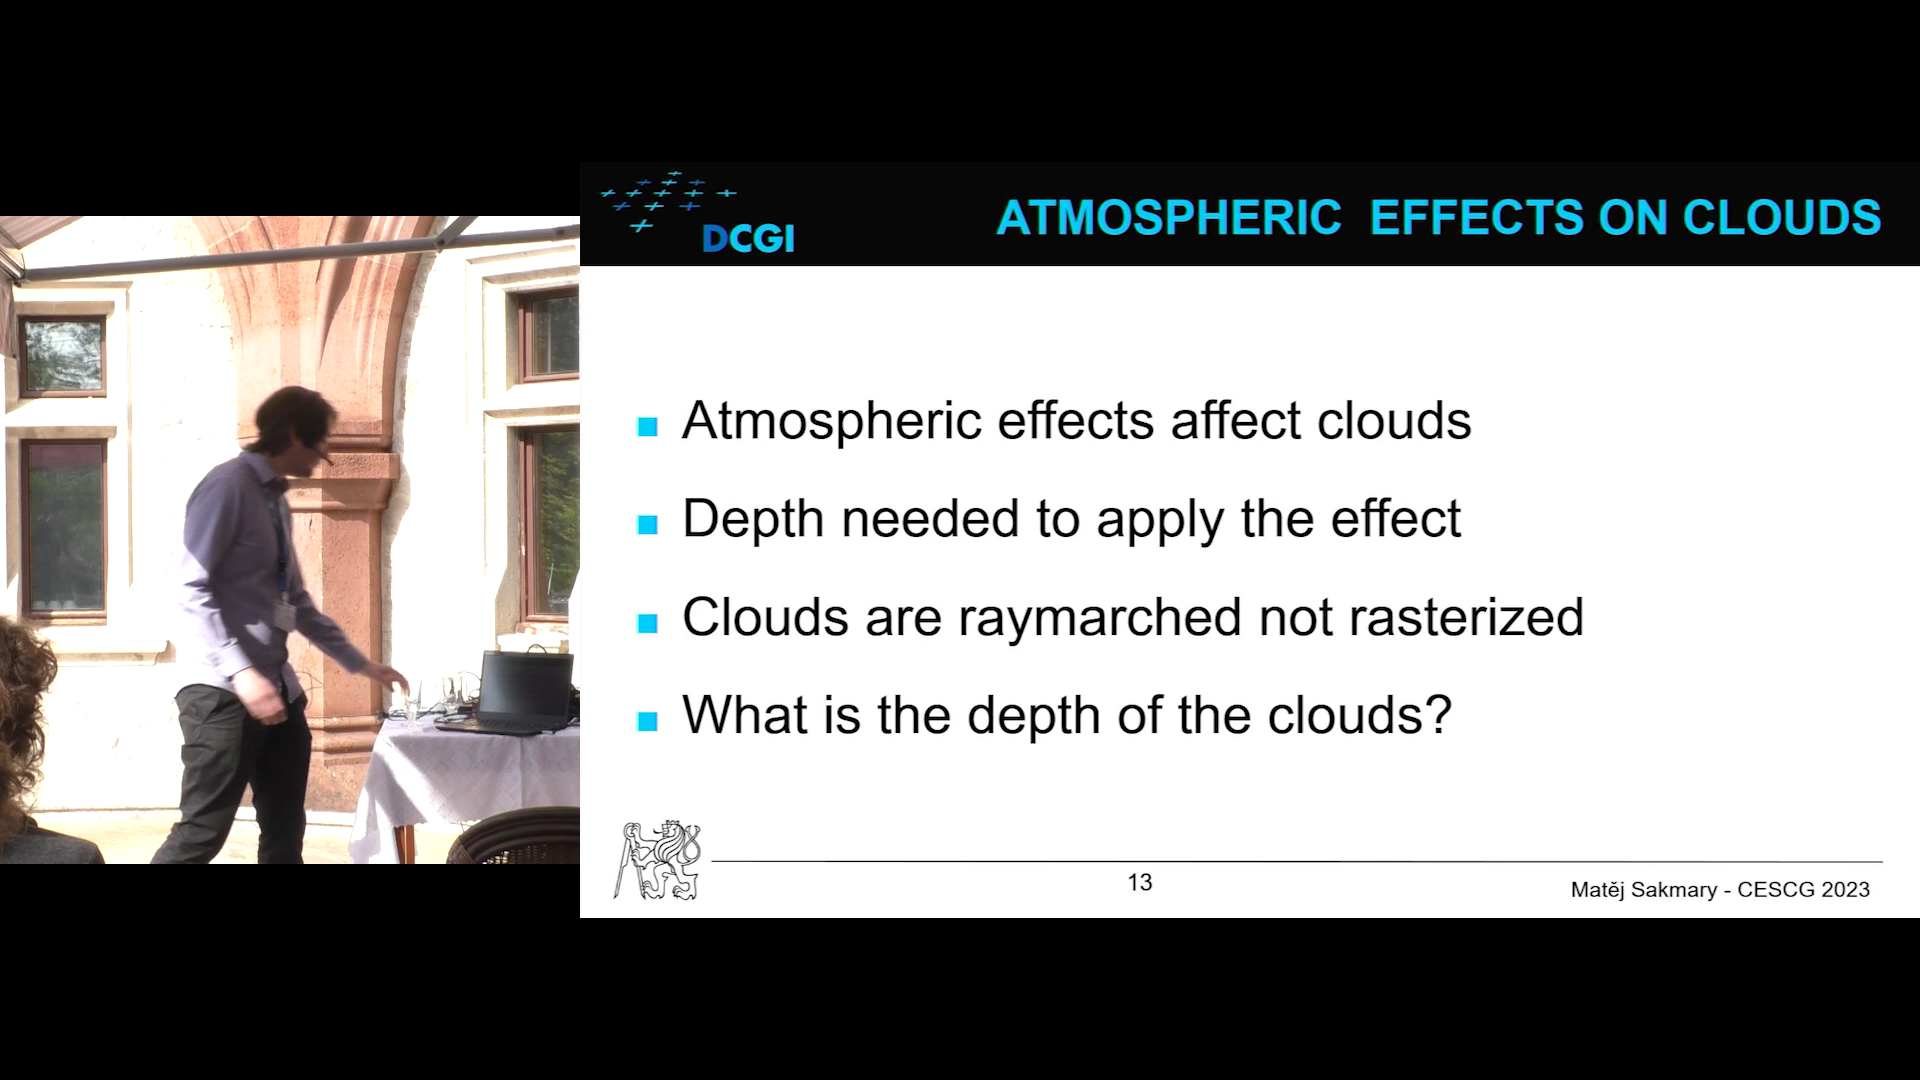 DCGI
ATMOSPHERIC EFFECTS ON CLOUDS
Atmospheric effects affect clouds
Depth needed to apply the effect
Clouds are raymarched not rasterized
What is the depth of the clouds?
13
Matěj Sakmary - CESCG 2023